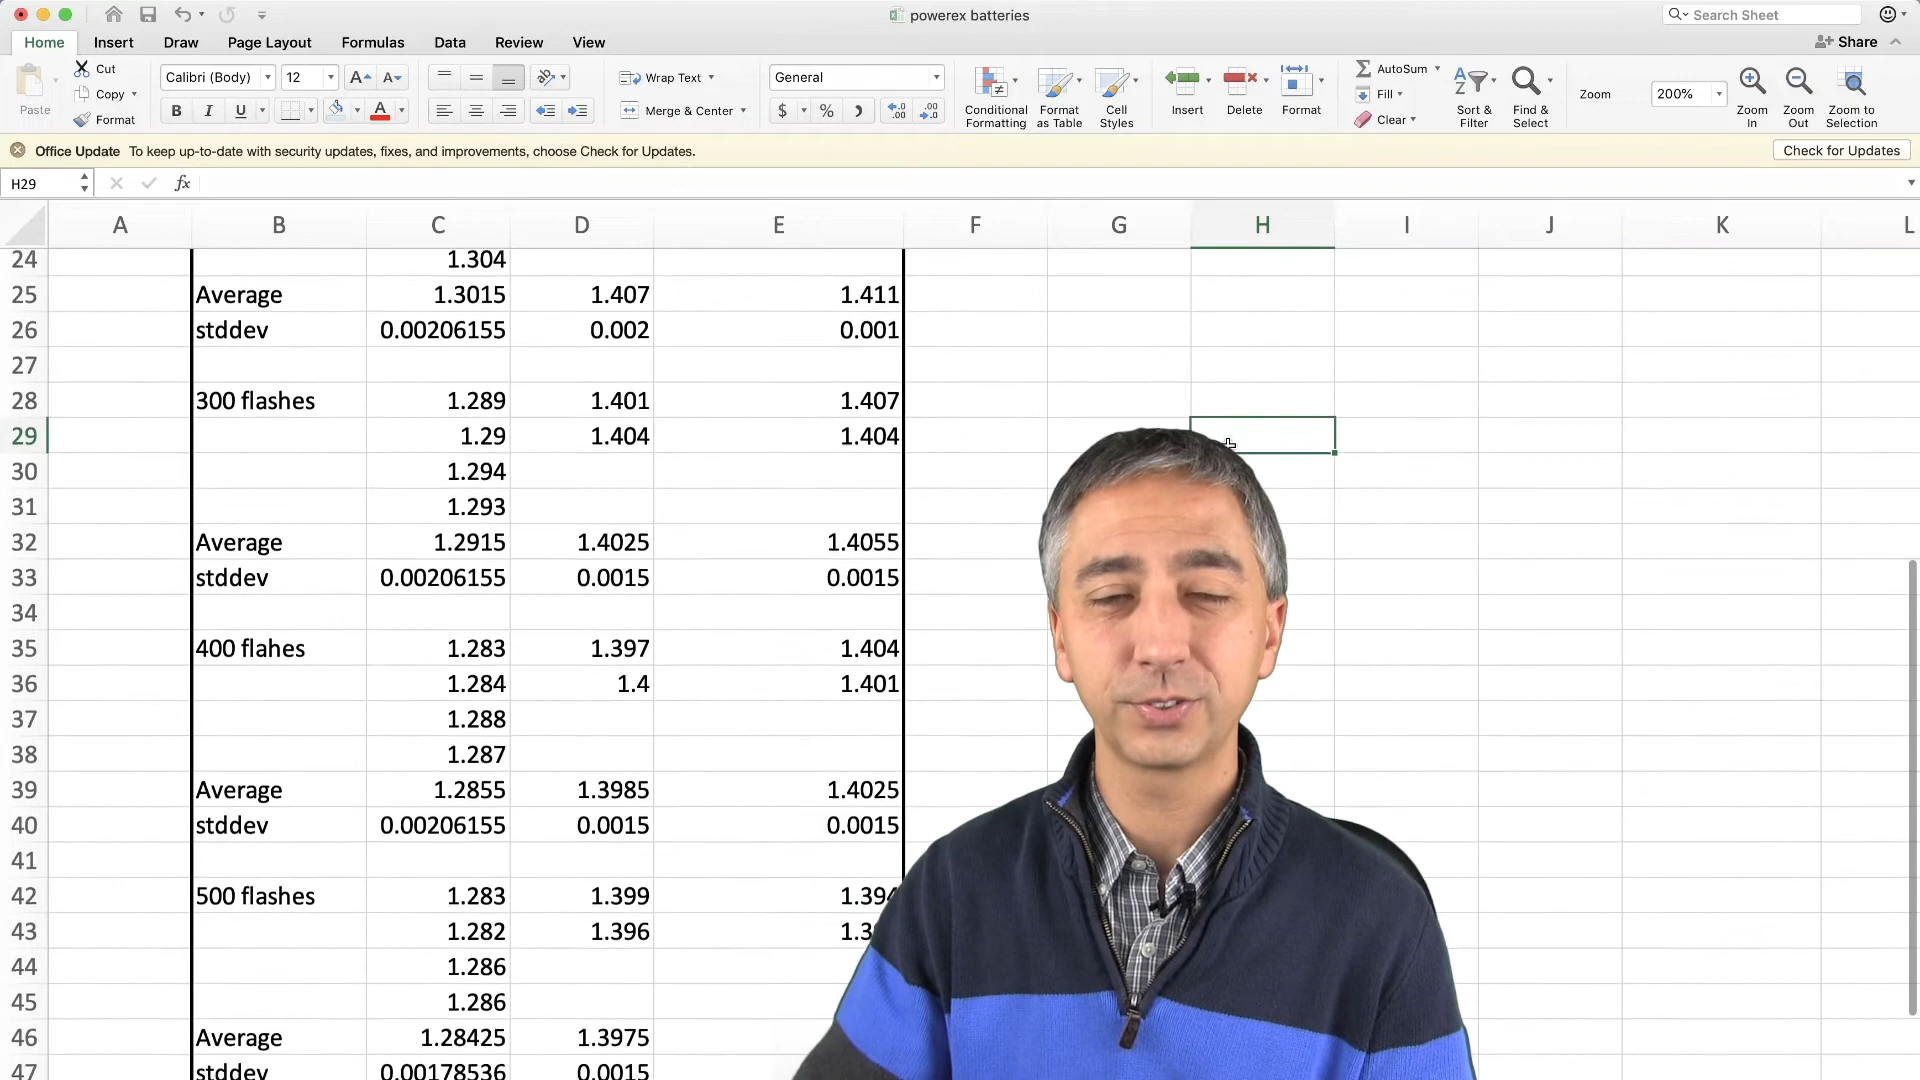 powerex batteries
Search Sheet
Home Insert Draw Page Layout Formulas Data Review View
Share
Paste
Cut
Copy
Format
Calibri (Body) 12
B I U
Wrap Text
Merge & Center
General
$ %
Conditional Formatting
Format as Table
Cell Styles
Insert
Delete
Format
AutoSum
Fill
Clear
Sort & Filter
Find & Select
Zoom 200%
Zoom In
Zoom Out
Zoom to Selection
Office Update To keep up-to-date with security updates, fixes, and improvements, choose Check for Updates.
Check for Updates
H29 fx
A B C D E F G H I J K L
24 1.304
25 Average 1.3015 1.407 1.411
26 stddev 0.00206155 0.002 0.001
27
28 300 flashes 1.289 1.401 1.407
29 1.29 1.404 1.404
30 1.294
31 1.293
32 Average 1.2915 1.4025 1.4055
33 stddev 0.00206155 0.0015 0.0015
34
35 400 flahes 1.283 1.397 1.404
36 1.284 1.4 1.401
37 1.288
38 1.287
39 Average 1.2855 1.3985 1.4025
40 stddev 0.00206155 0.0015 0.0015
41
42 500 flashes 1.283 1.399 1.394
43 1.282 1.396
44 1.286
45 1.286
46 Average 1.28425 1.3975
47 stddev 0.00178536 0.0015